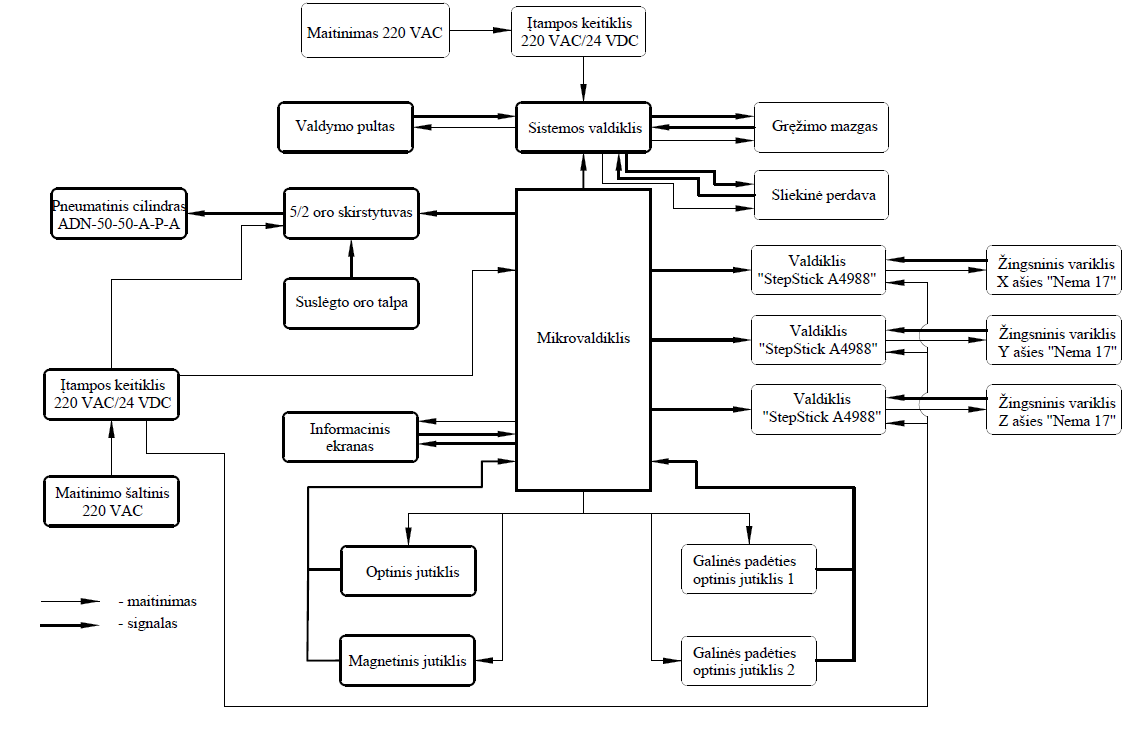 Maitinimas 220 VAC
Įtampos keitiklis
220 VAC/24 VDC
Valdymo pultas
Sistemos valdiklis
Gręžimo mazgas
Sliekinė perdava
Pneumatinis cilindras
ADN-50-50-A-P-A
5/2 oro skirstytuvas
Suslėgto oro talpa
Mikrovaldiklis
Valdiklis
"StepStick A4988"
Žingsninis variklis
X ašies "Nema 17"
Valdiklis
"StepStick A4988"
Žingsninis variklis
Y ašies "Nema 17"
Valdiklis
"StepStick A4988"
Žingsninis variklis
Z ašies "Nema 17"
Įtampos keitiklis
220 VAC/24 VDC
Informacinis
ekranas
Maitinimo šaltinis
220 VAC
Optinis jutiklis
Galinės padėties
optinis jutiklis 1
Magnetinis jutiklis
Galinės padėties
optinis jutiklis 2
- maitinimas
- signalas